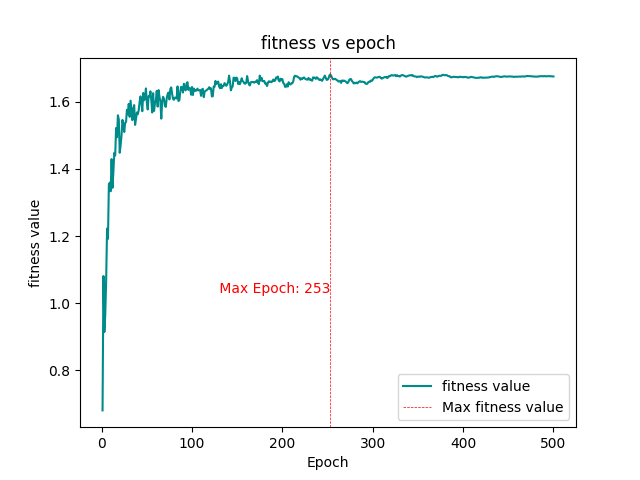 fitness vs epoch
fitness value
1.6
1.4
1.2
1.0
0.8
Max Epoch: 253
fitness value
Max fitness value
0 100 200 300 400 500
Epoch